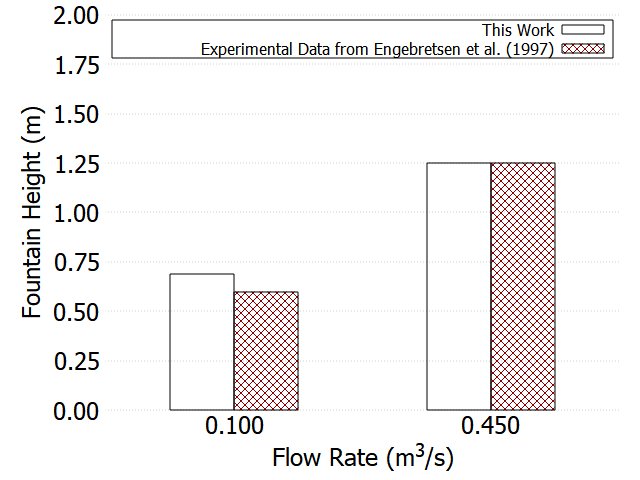 2.00
This Work
Experimental Data from Engebretsen et al. (1997)
1.75
1.50
1.25
1.00
0.75
0.50
0.25
0.00
Fountain Height (m)
0.100 0.450
Flow Rate (m³/s)